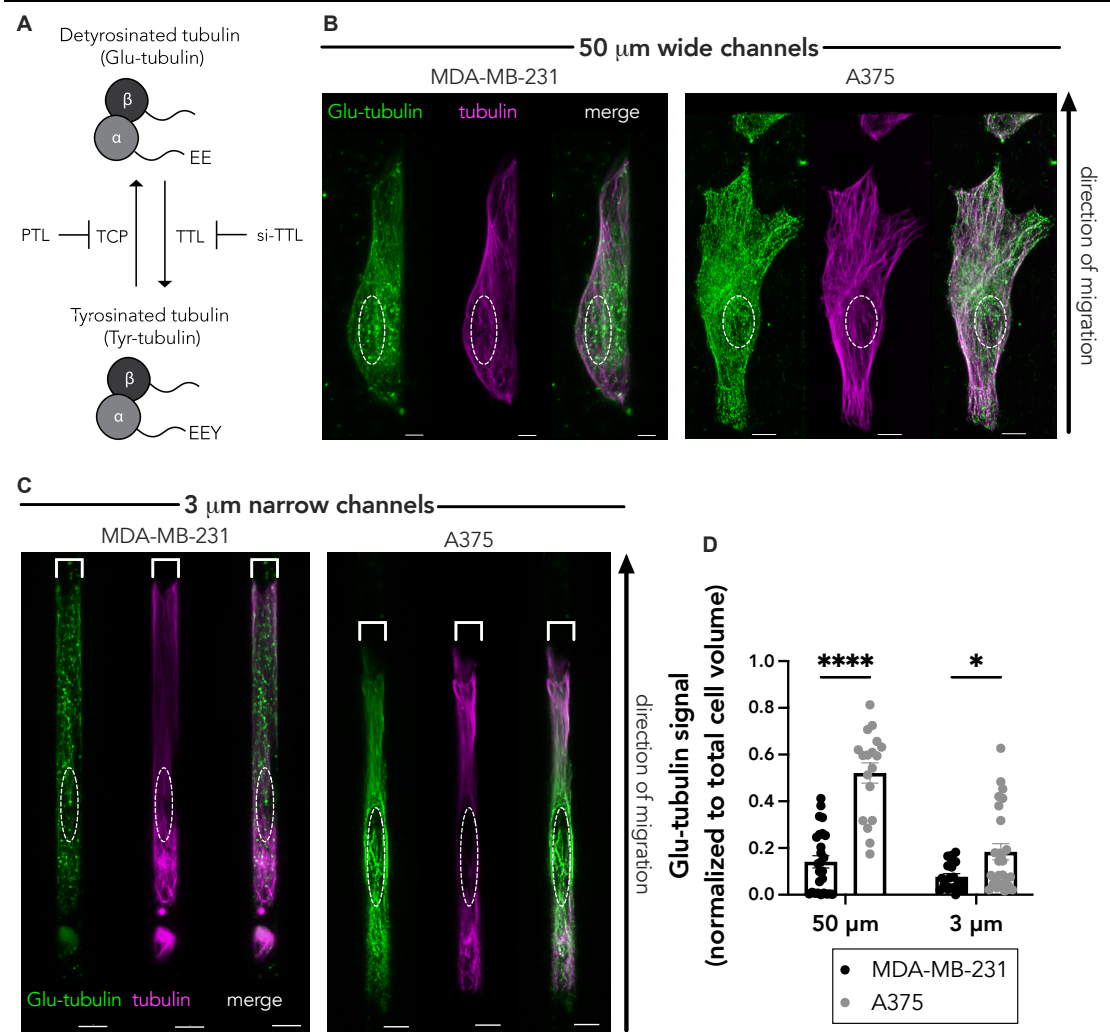 A
Detyrosinated tubulin
(Glu-tubulin)
β
α
EE
PTL
TCP
TTL
si-TTL
Tyrosinated tubulin
(Tyr-tubulin)
β
α
EEY
B
50 μm wide channels
MDA-MB-231
A375
Glu-tubulin
tubulin
merge
direction of migration
C
3 μm narrow channels
MDA-MB-231
A375
Glu-tubulin
tubulin
merge
direction of migration
D
Glu-tubulin signal
(normalized to total cell volume)
1.0
0.8
0.6
0.4
0.2
0.0
****
*
50 μm
3 μm
MDA-MB-231
A375